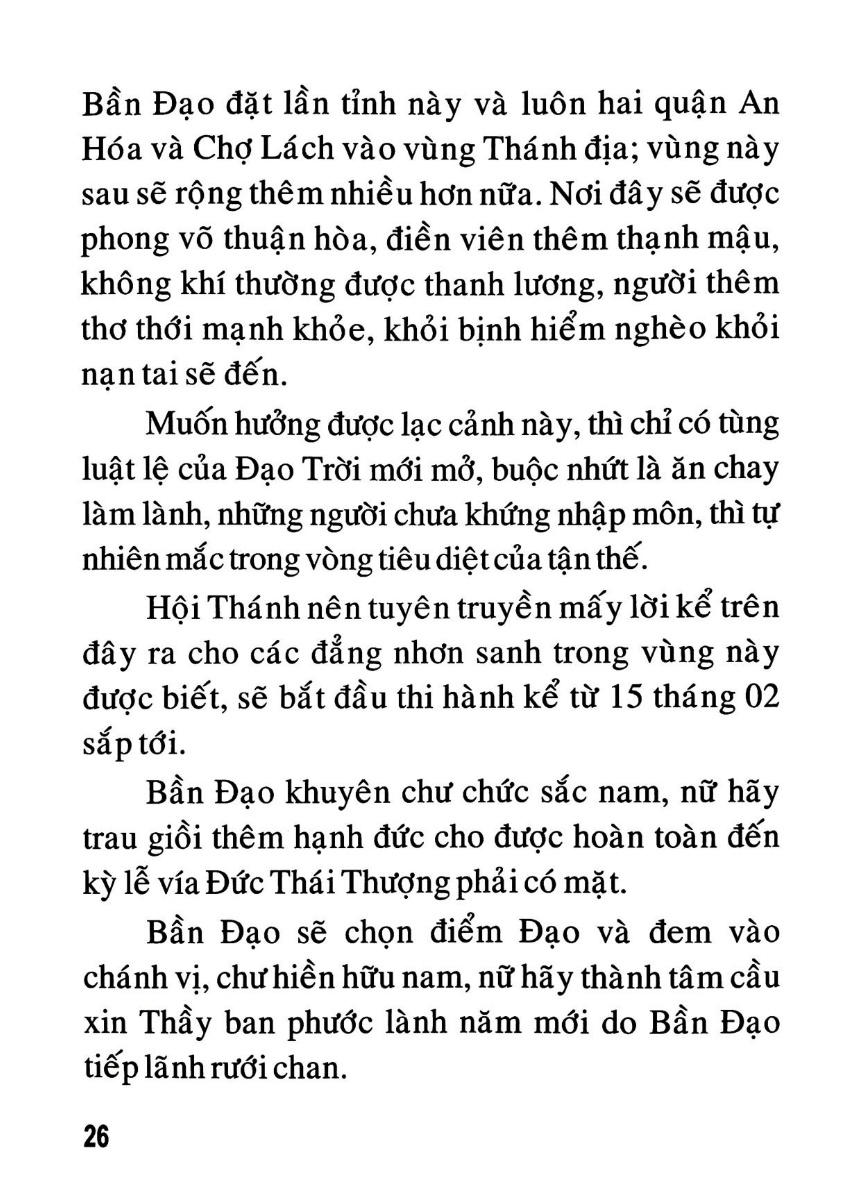 Bần Đạo đặt lần tỉnh này và luôn hai quận An
Hóa và Chợ Lách vào vùng Thánh địa; vùng này
sau sẽ rộng thêm nhiều hơn nữa. Nơi đây sẽ được
phong võ thuận hòa, điền viên thêm thạnh mậu,
không khí thường được thanh lương, người thêm
thơ thới mạnh khỏe, khỏi bịnh hiểm nghèo khỏi
nạn tai sẽ đến.
Muốn hưởng được lạc cảnh này, thì chỉ có tùng
luật lệ của Đạo Trời mới mở, buộc nhứt là ăn chay
làm lành, những người chưa khứng nhập môn, thì tự
nhiên mắc trong vòng tiêu diệt của tận thế.
Hội Thánh nên tuyên truyền mấy lời kể trên
đây ra cho các đẳng nhơn sanh trong vùng này
được biết, sẽ bắt đầu thi hành kể từ 15 tháng 02
sắp tới.
Bần Đạo khuyên chư chức sắc nam, nữ hãy
trau giồi thêm hạnh đức cho được hoàn toàn đến
kỳ lễ vía Đức Thái Thượng phải có mặt.
Bần Đạo sẽ chọn điểm Đạo và đem vào
chánh vị, chư hiền hữu nam, nữ hãy thành tâm cầu
xin Thầy ban phước lành năm mới do Bần Đạo
tiếp lãnh rưới chan.
26